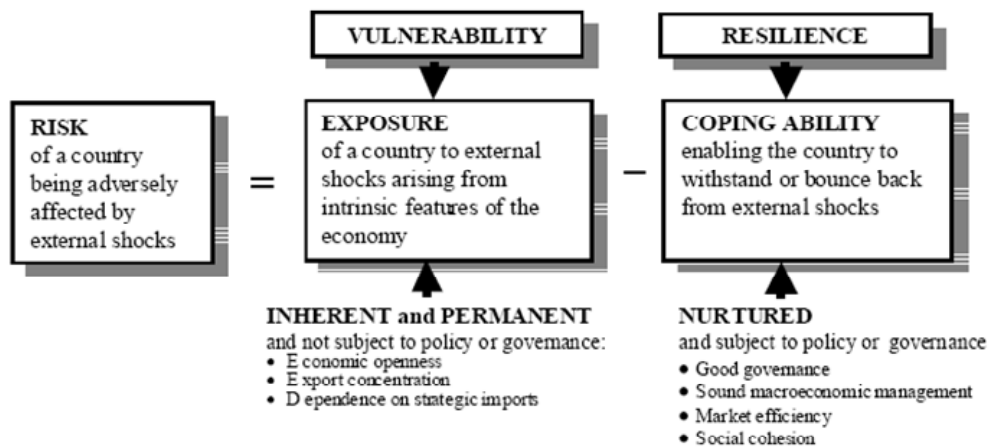 VULNERABILITY
RESILIENCE
RISK
of a country
being adversely
affected by
external shocks
=
EXPOSURE
of a country to external
shocks arising from
intrinsic features of the
economy
–
COPING ABILITY
enabling the country to
withstand or bounce back
from external shocks
INHERENT and PERMANENT
and not subject to policy or governance:
• E conomic openness
• E xport concentration
• D ependence on strategic imports
NURTURED
and subject to policy or governance
• Good governance
• Sound macroeconomic management
• Market efficiency
• Social cohesion